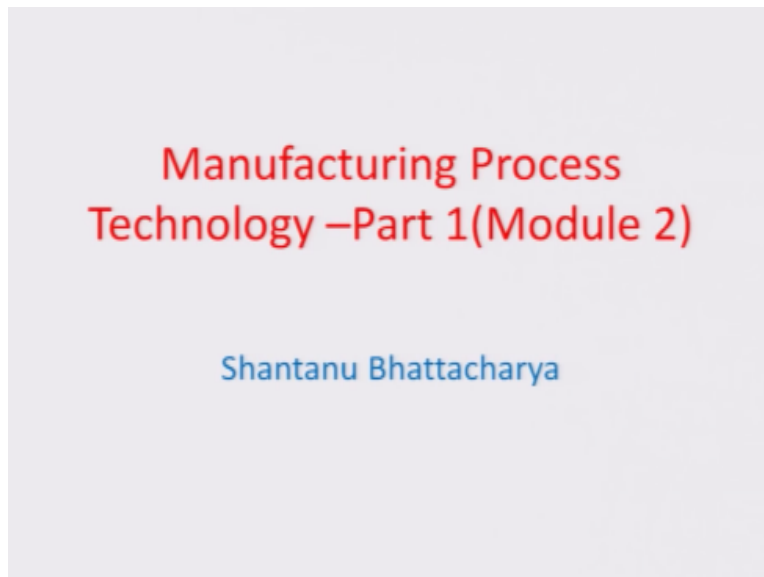 Manufacturing Process
Technology –Part 1(Module 2)
Shantanu Bhattacharya